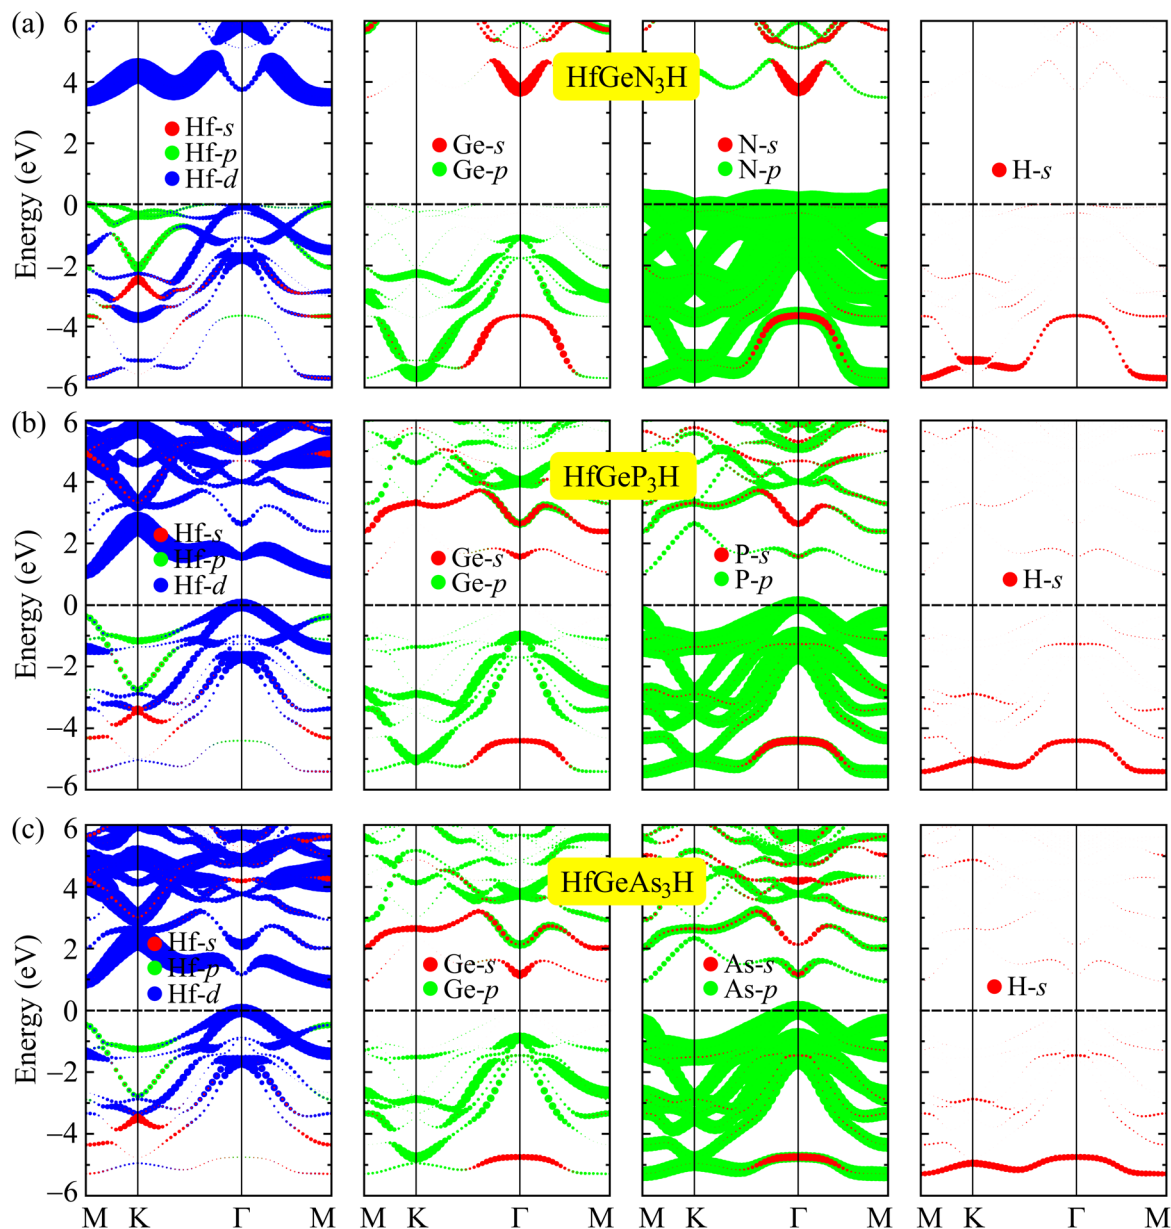 (a)
HfGeN₃H
Energy (eV)
6
4
2
0
−2
−4
−6
Hf-s
Hf-p
Hf-d
Ge-s
Ge-p
N-s
N-p
H-s
(b)
HfGeP₃H
Energy (eV)
6
4
2
0
−2
−4
−6
Hf-s
Hf-p
Hf-d
Ge-s
Ge-p
P-s
P-p
H-s
(c)
HfGeAs₃H
Energy (eV)
6
4
2
0
−2
−4
−6
Hf-s
Hf-p
Hf-d
Ge-s
Ge-p
As-s
As-p
H-s
M K Γ M M K Γ M M K Γ M M K Γ M